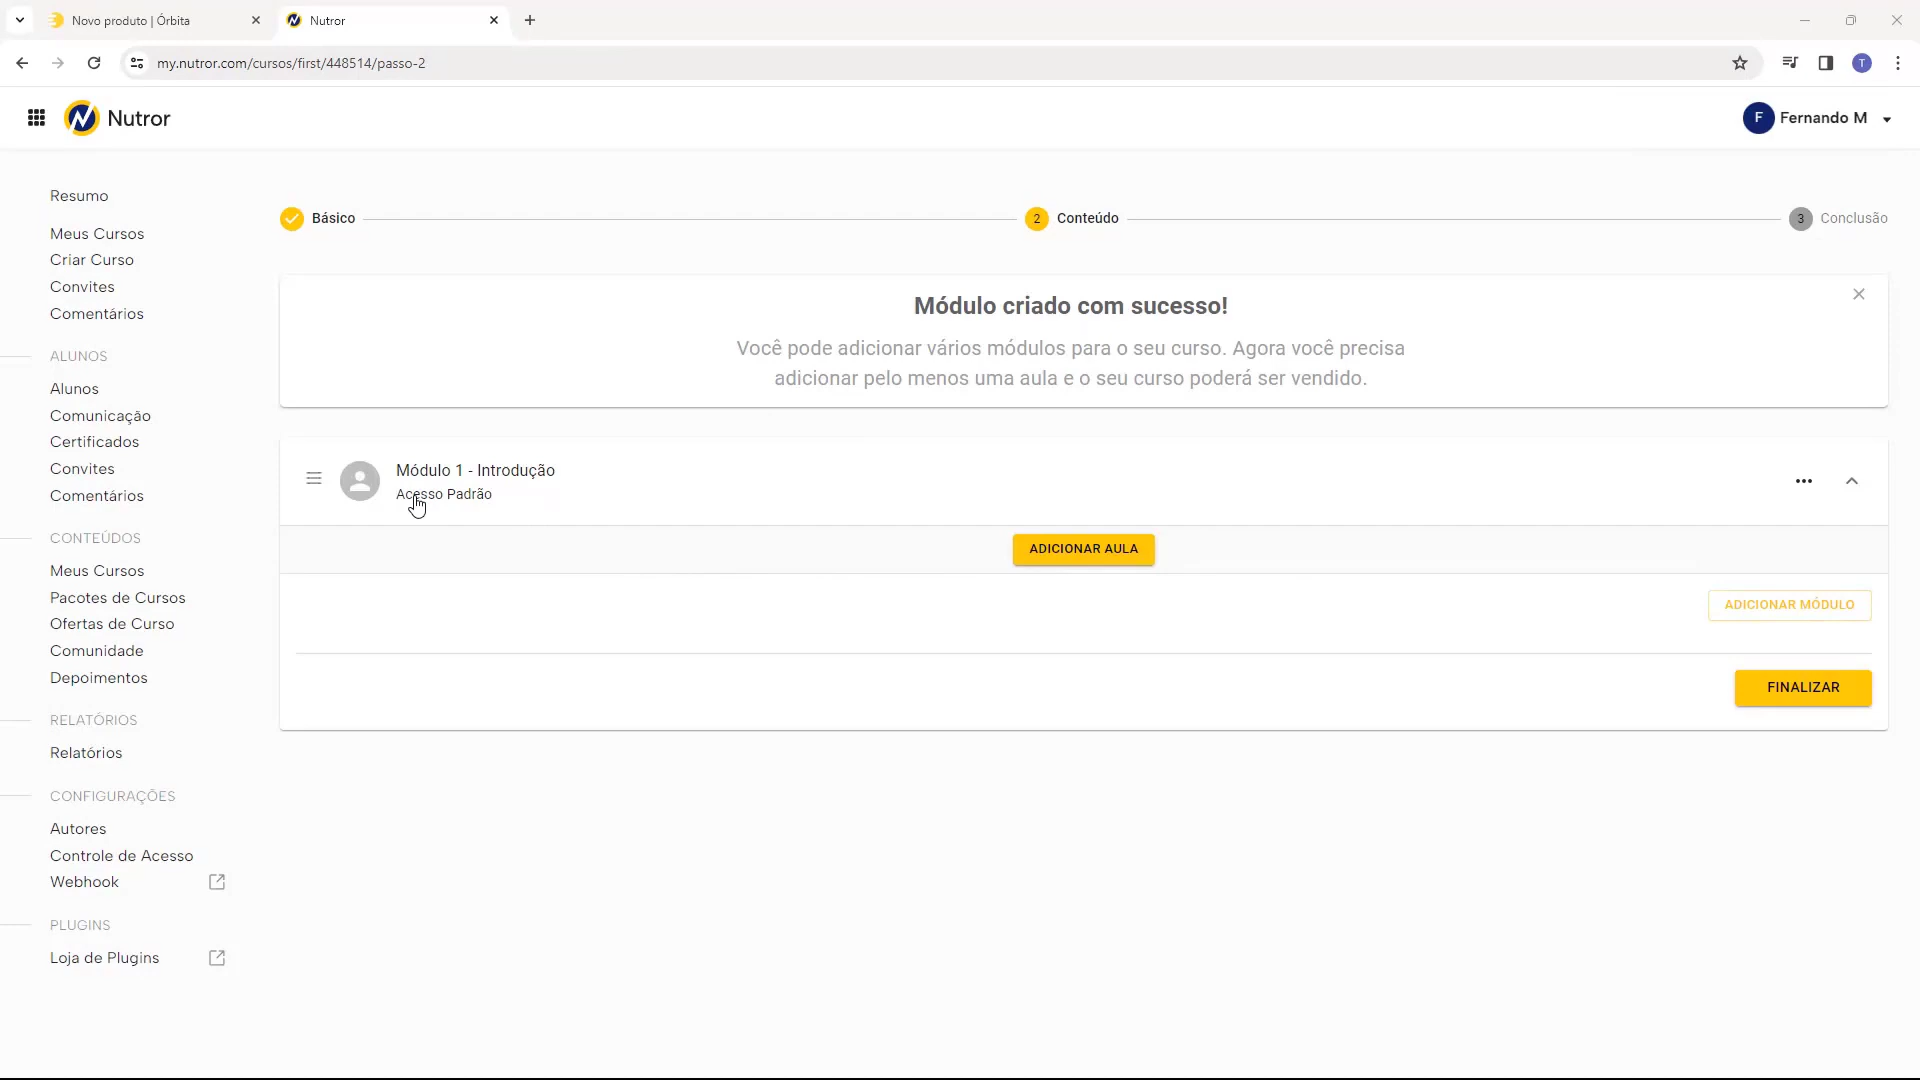 Novo produto | Órbita
Nutror
my.nutror.com/cursos/first/448514/passo-2
T
Nutror
F
Fernando M
Resumo
Meus Cursos
Criar Curso
Convites
Comentários
ALUNOS
Alunos
Comunicação
Certificados
Convites
Comentários
CONTEÚDOS
Meus Cursos
Pacotes de Cursos
Ofertas de Curso
Comunidade
Depoimentos
RELATÓRIOS
Relatórios
CONFIGURAÇÕES
Autores
Controle de Acesso
Webhook
PLUGINS
Loja de Plugins
Básico
2 Conteúdo
3 Conclusão
Módulo criado com sucesso!
Você pode adicionar vários módulos para o seu curso. Agora você precisa
adicionar pelo menos uma aula e o seu curso poderá ser vendido.
Módulo 1 - Introdução
Acesso Padrão
ADICIONAR AULA
ADICIONAR MÓDULO
FINALIZAR